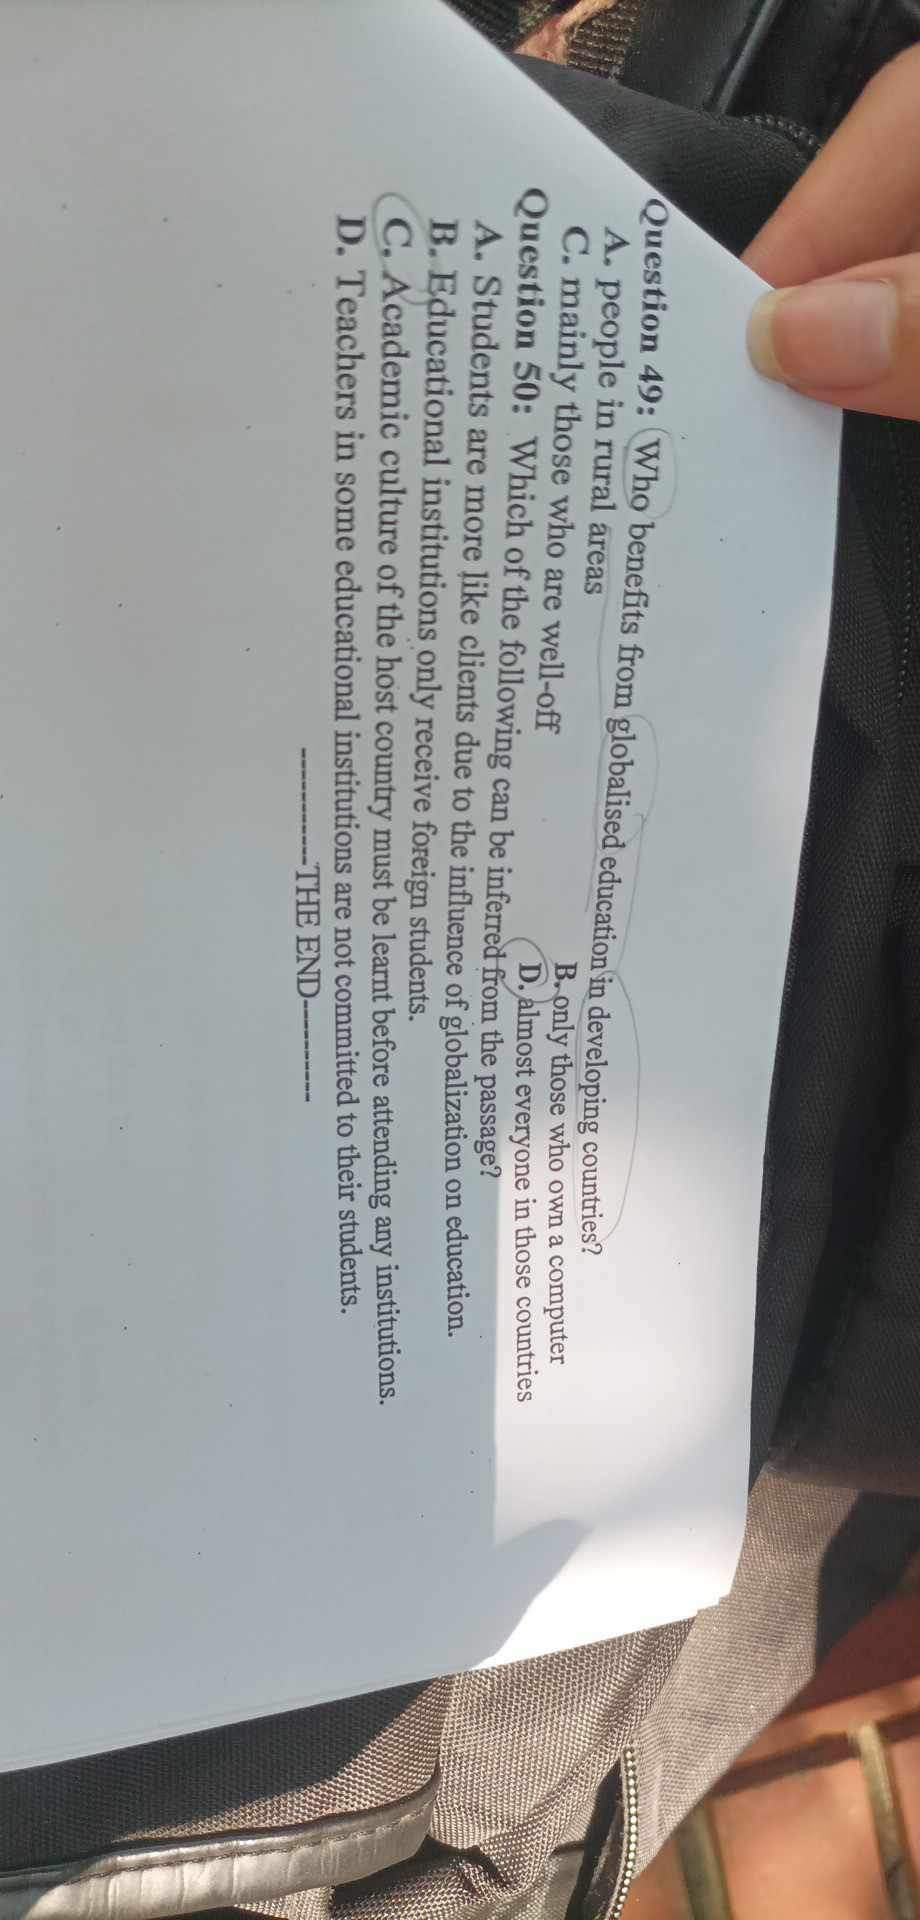 Question 49: Who benefits from globalised education in developing countries?
A. people in rural areas
B. only those who own a computer
C. mainly those who are well-off
D. almost everyone in those countries
Question 50: Which of the following can be inferred from the passage?
A. Students are more like clients due to the influence of globalization on education.
B. Educational institutions only receive foreign students.
C. Academic culture of the host country must be learnt before attending any institutions.
D. Teachers in some educational institutions are not committed to their students.
-----------THE END----------